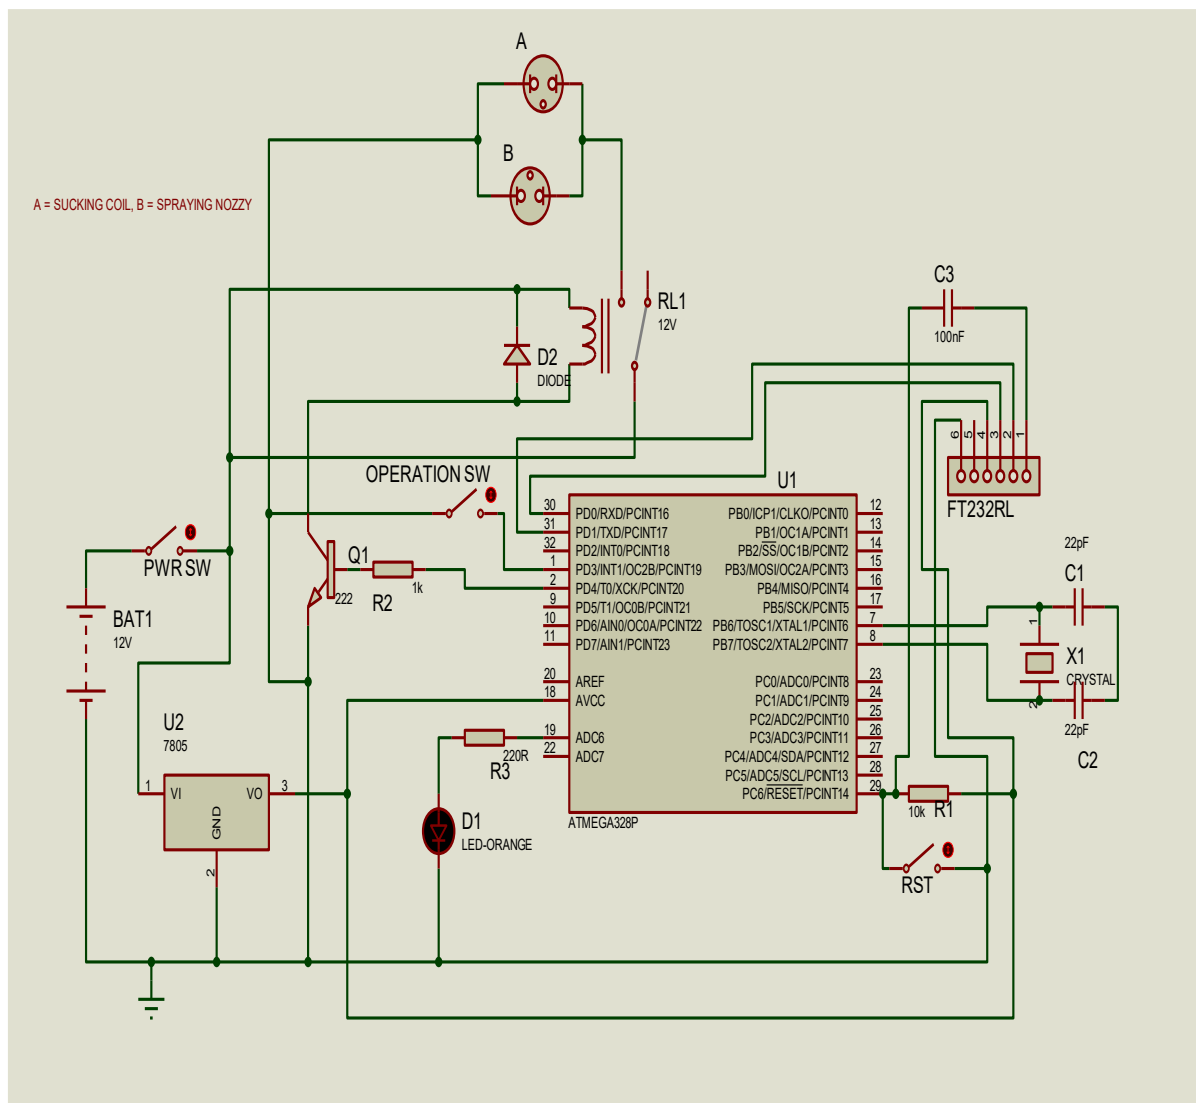 A
B
A = SUCKING COIL, B = SPRAYING NOZZY
C3
100nF
RL1
12V
D2
DIODE
6
5
4
3
2
1
FT232RL
OPERATION SW
U1
PWR SW
Q1
222
R2
1k
BAT1
12V
30 PD0/RXD/PCINT16
31 PD1/TXD/PCINT17
32 PD2/INT0/PCINT18
1 PD3/INT1/OC2B/PCINT19
2 PD4/T0/XCK/PCINT20
9 PD5/T1/OC0B/PCINT21
10 PD6/AIN0/OC0A/PCINT22
11 PD7/AIN1/PCINT23
20 AREF
18 AVCC
19 ADC6
22 ADC7
PB0/ICP1/CLKO/PCINT0 12
PB1/OC1A/PCINT1 13
PB2/SS/OC1B/PCINT2 14
PB3/MOSI/OC2A/PCINT3 15
PB4/MISO/PCINT4 16
PB5/SCK/PCINT5 17
PB6/TOSC1/XTAL1/PCINT6 7
PB7/TOSC2/XTAL2/PCINT7 8
PC0/ADC0/PCINT8 23
PC1/ADC1/PCINT9 24
PC2/ADC2/PCINT10 25
PC3/ADC3/PCINT11 26
PC4/ADC4/SDA/PCINT12 27
PC5/ADC5/SCL/PCINT13 28
PC6/RESET/PCINT14 29
ATMEGA328P
22pF
C1
1
X1
CRYSTAL
2
22pF
C2
U2
7805
1 VI
VO 3
GND
2
R3
220R
D1
LED-ORANGE
10k
R1
RST